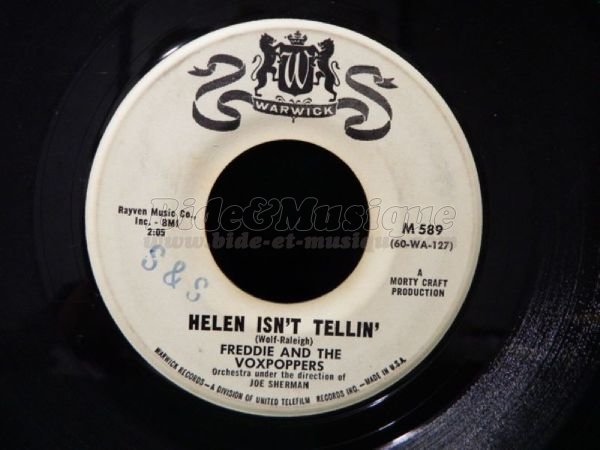 W
WARWICK
Rayven Music Co.,
Inc. - BMI
2:05
M 589
(60-WA-127)
A
MORTY CRAFT
PRODUCTION
S & S
Bide&Musique
www.bide-et-musique.com
HELEN ISN'T TELLIN'
(Wolf-Raleigh)
FREDDIE AND THE
VOXPOPPERS
Orchestra under the direction of
JOE SHERMAN
WARWICK RECORDS—A DIVISION OF UNITED TELEFILM RECORDS INC.—MADE IN U.S.A.